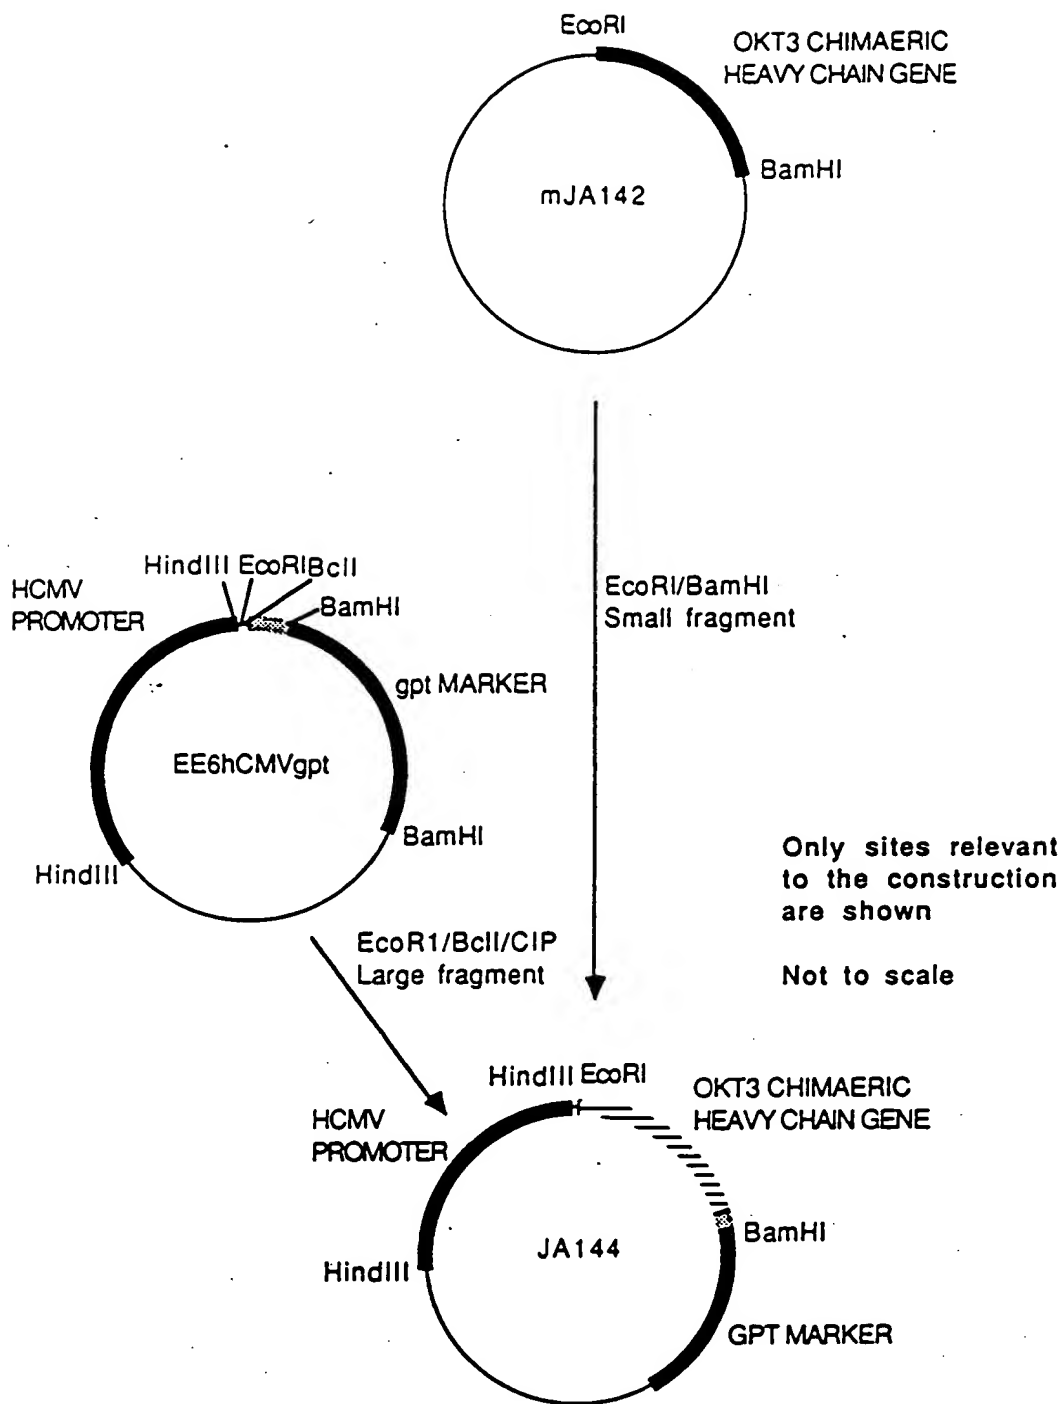 EcoRI
OKT3 CHIMAERIC
HEAVY CHAIN GENE
BamHI
mJA142
HindIII EcoRI BclI
HCMV
PROMOTER
BamHI
EcoRI/BamHI
Small fragment
gpt MARKER
EE6hCMVgpt
BamHI
HindIII
Only sites relevant
to the construction
are shown
EcoR1/BclI/CIP
Large fragment
Not to scale
HindIII EcoRI
OKT3 CHIMAERIC
HEAVY CHAIN GENE
HCMV
PROMOTER
BamHI
JA144
HindIII
GPT MARKER